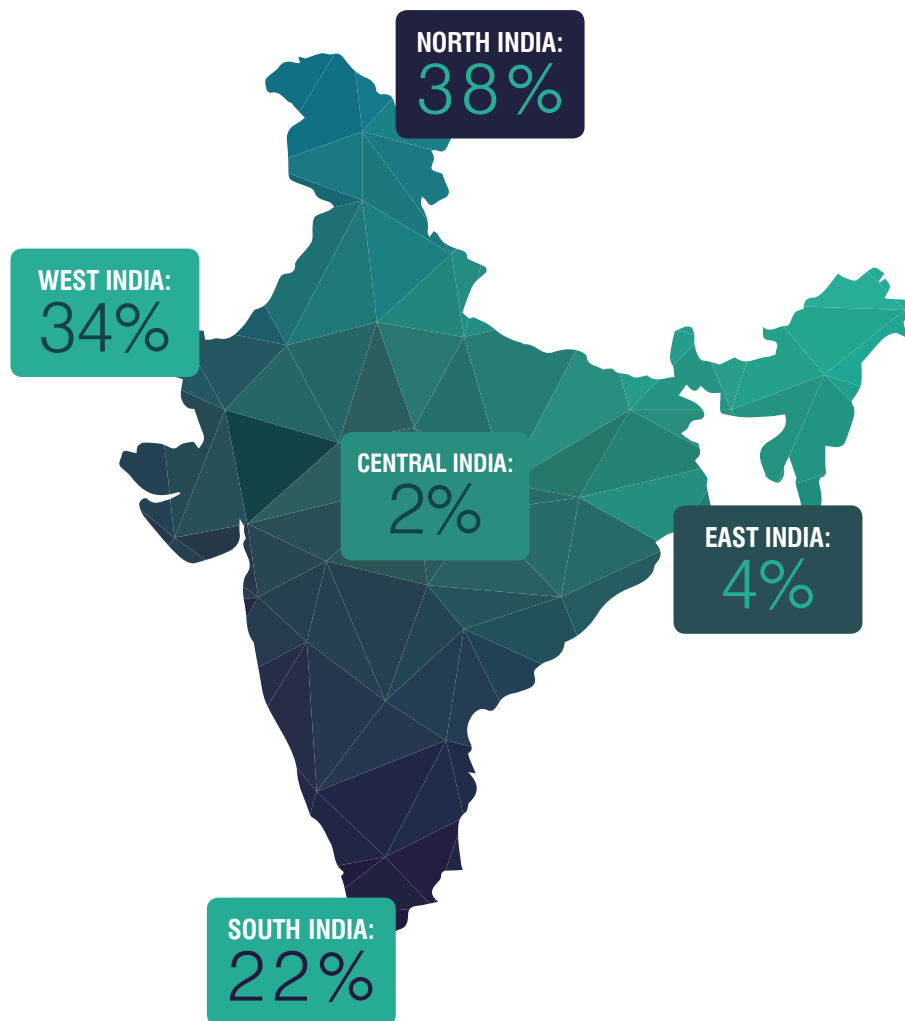 NORTH INDIA:
38%
WEST INDIA:
34%
CENTRAL INDIA:
2%
EAST INDIA:
4%
SOUTH INDIA:
22%